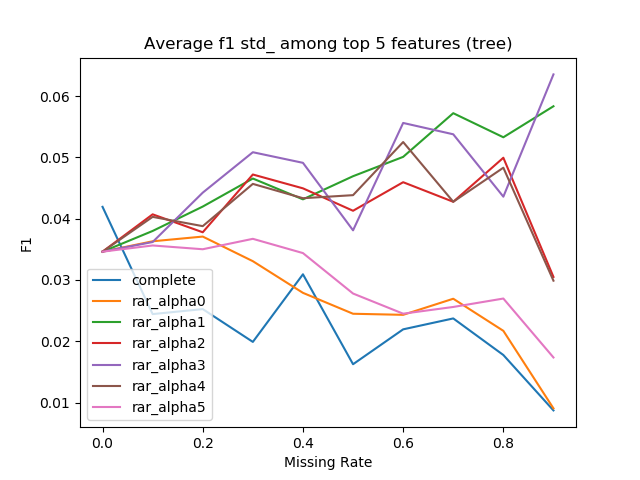 Average f1 std_ among top 5 features (tree)
F1
0.06
0.05
0.04
0.03
0.02
0.01
complete
rar_alpha0
rar_alpha1
rar_alpha2
rar_alpha3
rar_alpha4
rar_alpha5
0.0 0.2 0.4 0.6 0.8
Missing Rate